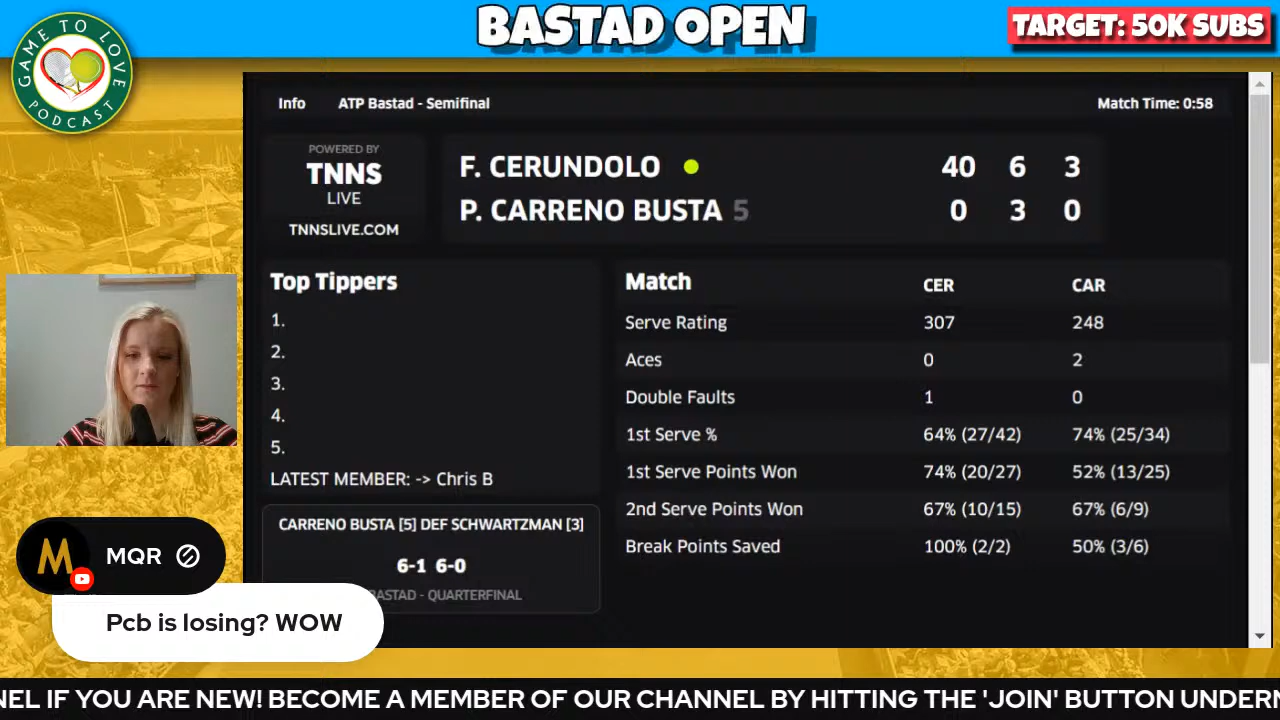 BASTAD OPEN
TARGET: 50K SUBS
GAME TO LOVE
PODCAST
Info
ATP Bastad - Semifinal
Match Time: 0:58
POWERED BY
TNNS
LIVE
TNNSLIVE.COM
F. CERUNDOLO 40 6 3
P. CARRENO BUSTA 5 0 3 0
Top Tippers
1.
2.
3.
4.
5.
LATEST MEMBER: -> Chris B
CARRENO BUSTA [5] DEF SCHWARTZMAN [3]
6-1 6-0
BASTAD - QUARTERFINAL
Match CER CAR
Serve Rating 307 248
Aces 0 2
Double Faults 1 0
1st Serve % 64% (27/42) 74% (25/34)
1st Serve Points Won 74% (20/27) 52% (13/25)
2nd Serve Points Won 67% (10/15) 67% (6/9)
Break Points Saved 100% (2/2) 50% (3/6)
M
MQR
Pcb is losing? WOW
NEL IF YOU ARE NEW! BECOME A MEMBER OF OUR CHANNEL BY HITTING THE 'JOIN' BUTTON UNDERN